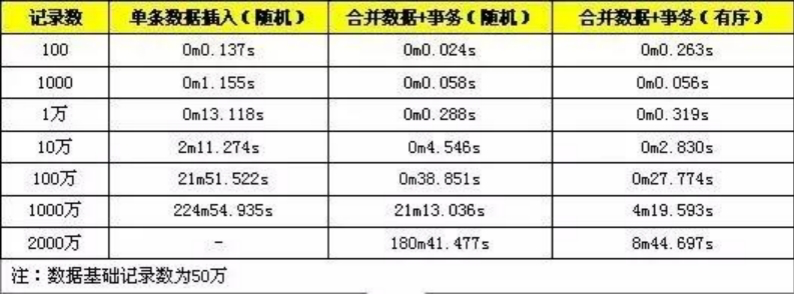 记录数 单条数据插入（随机） 合并数据+事务（随机） 合并数据+事务（有序）
100 0m0.137s 0m0.024s 0m0.263s
1000 0m1.155s 0m0.058s 0m0.056s
1万 0m13.118s 0m0.288s 0m0.319s
10万 2m11.274s 0m4.546s 0m2.830s
100万 21m51.522s 0m38.851s 0m27.774s
1000万 224m54.935s 21m13.036s 4m19.593s
2000万 - 180m41.477s 8m44.697s
注：数据基础记录数为50万